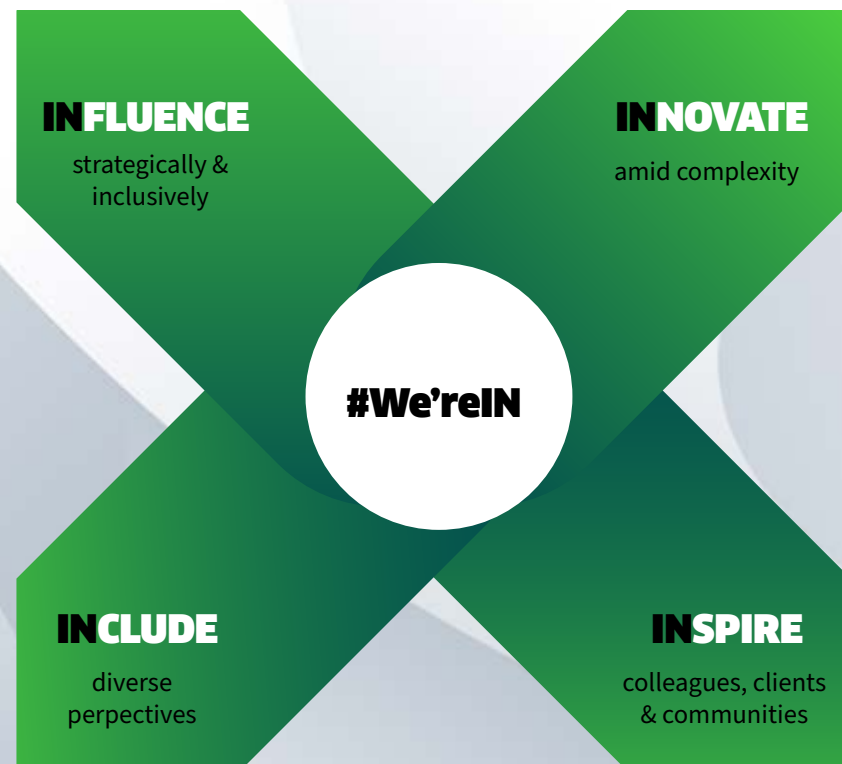 INFLUENCE
strategically &
inclusively
INNOVATE
amid complexity
#We’reIN
INCLUDE
diverse
perpectives
INSPIRE
colleagues, clients
& communities